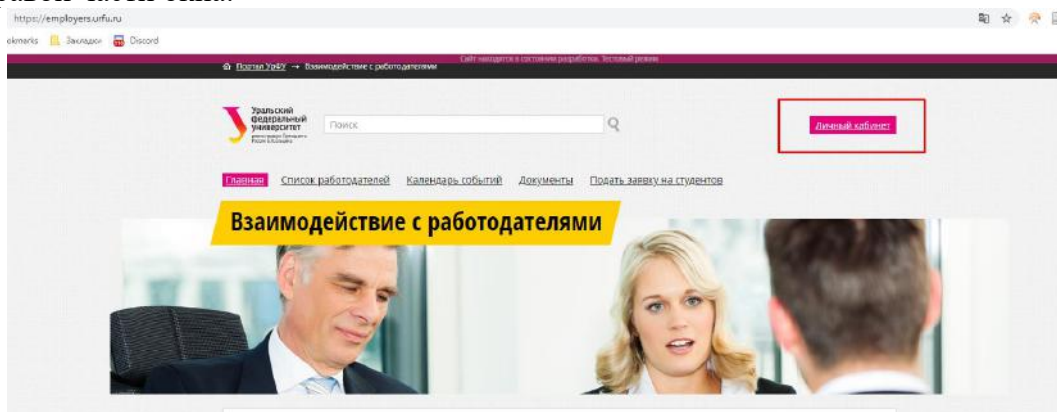 https://employers.urfu.ru
okmarks Закладки Discord
Сайт находится в состоянии разработки. Тестовый режим
Портал УрФУ → Взаимодействие с работодателями
Уральский
федеральный
университет
Поиск
Личный кабинет
Главная Список работодателей Календарь событий Документы Подать заявку на студентов
Взаимодействие с работодателями